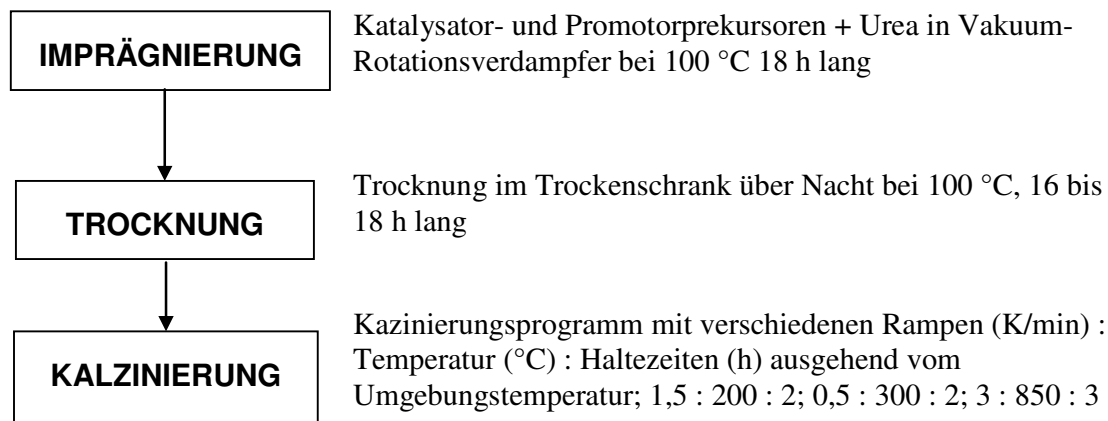 IMPRÄGNIERUNG
Katalysator- und Promotorprekursoren + Urea in Vakuum-
Rotationsverdampfer bei 100 °C 18 h lang
TROCKNUNG
Trocknung im Trockenschrank über Nacht bei 100 °C, 16 bis
18 h lang
KALZINIERUNG
Kazinierungsprogramm mit verschiedenen Rampen (K/min) :
Temperatur (°C) : Haltezeiten (h) ausgehend vom
Umgebungstemperatur; 1,5 : 200 : 2; 0,5 : 300 : 2; 3 : 850 : 3